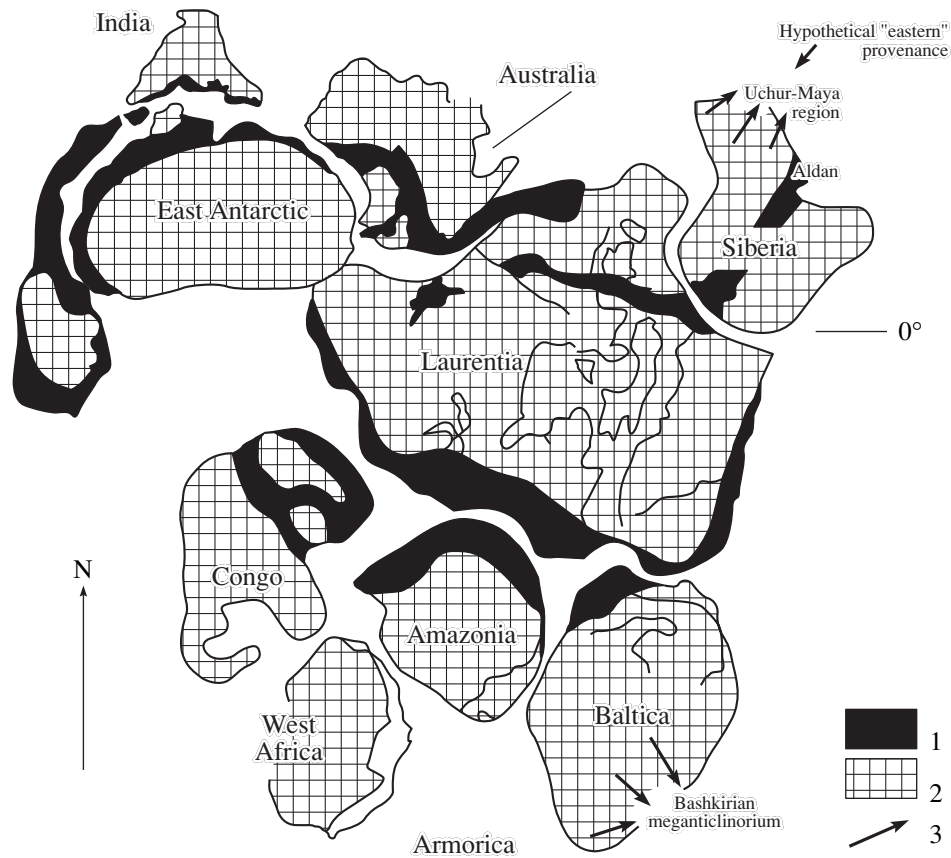 India
Hypothetical "eastern"
provenance
Australia
Uchur-Maya
region
Aldan
East Antarctic
Siberia
0°
Laurentia
N
Congo
Amazonia
West
Africa
Baltica
1
2
Bashkirian
meganticlinorium
3
Armorica